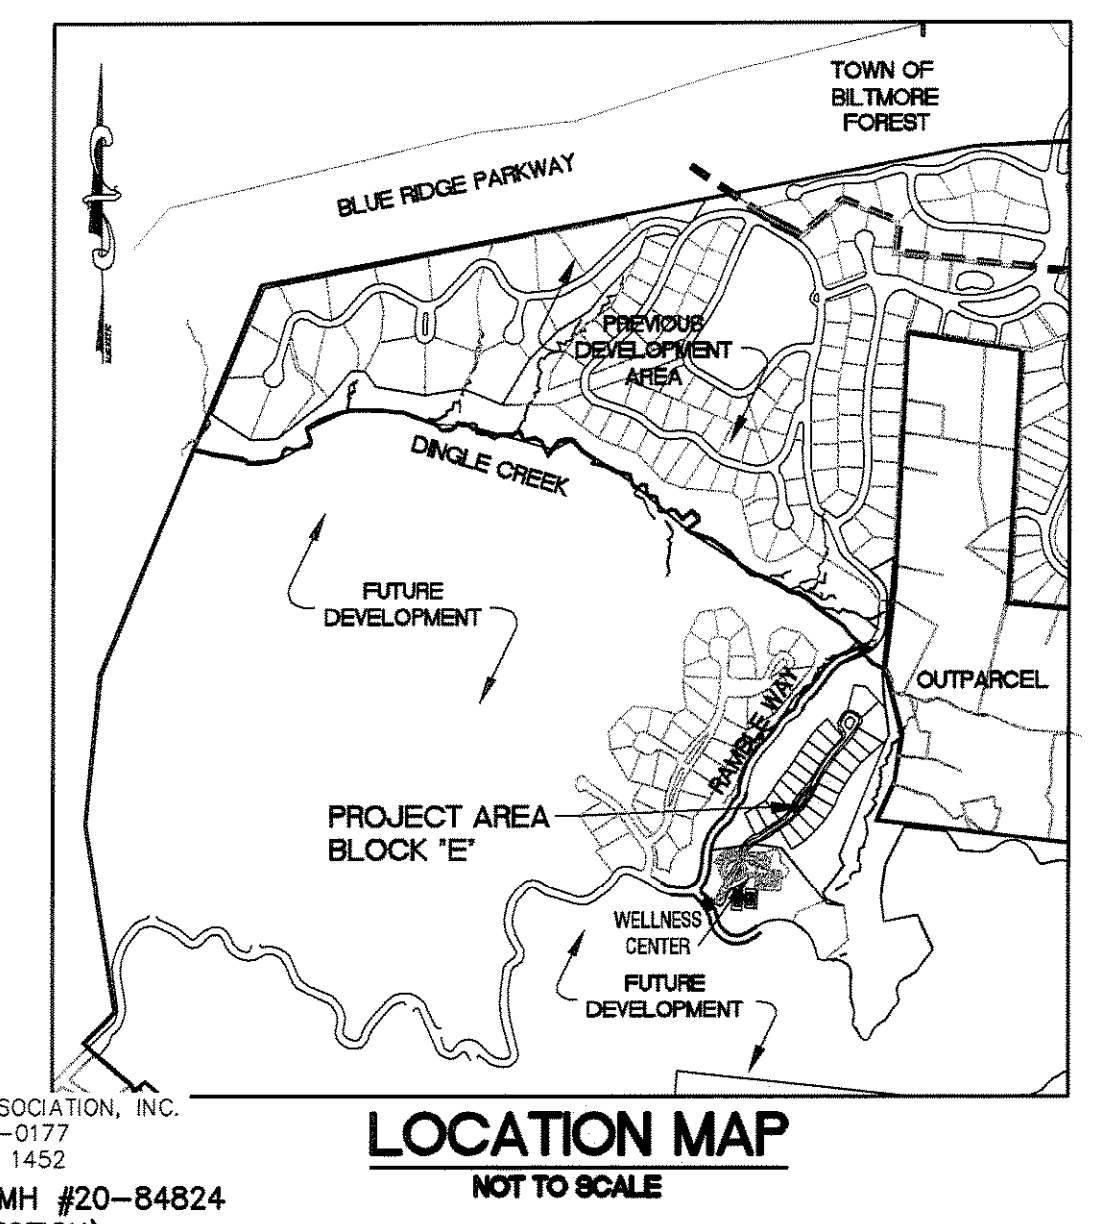 TOWN OF
BILTMORE
FOREST
BLUE RIDGE PARKWAY
PREVIOUS
DEVELOPMENT
AREA
DINGLE CREEK
FUTURE
DEVELOPMENT
OUTPARCEL
RAMBLE WAY
PROJECT AREA
BLOCK "E"
WELLNESS
CENTER
FUTURE
DEVELOPMENT
SOCIATION, INC.
-0177
1452
MH #20-84824
LOCATION MAP
NOT TO SCALE